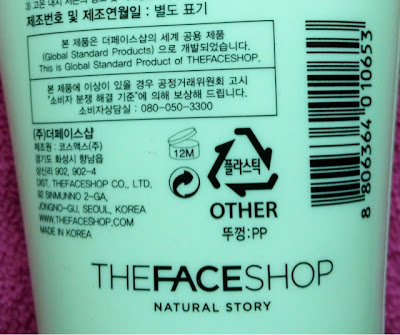 제조번호 및 제조연월일 : 별도 표기
본 제품은 더페이스샵의 세계 공용 제품
(Global Standard Products) 으로 개발되었습니다.
This is Global Standard Product of THEFACESHOP.
본 제품에 이상이 있을 경우 공정거래위원회 고시
"소비자 분쟁 해결 기준"에 의해 보상해 드립니다.
소비자상담실 : 080-050-3300
(주)더페이스샵
제조원 : 코스맥스(주)
경기도 화성시 향남읍
상신리 902, 902-4
DIST. THEFACESHOP CO., LTD.
92 SINMUNNO 2-GA,
JONGNO-GU, SEOUL, KOREA
WWW.THEFACESHOP.COM
MADE IN KOREA
12M
플라스틱
OTHER
뚜껑:PP
8 806364 010653
THEFACESHOP
NATURAL STORY